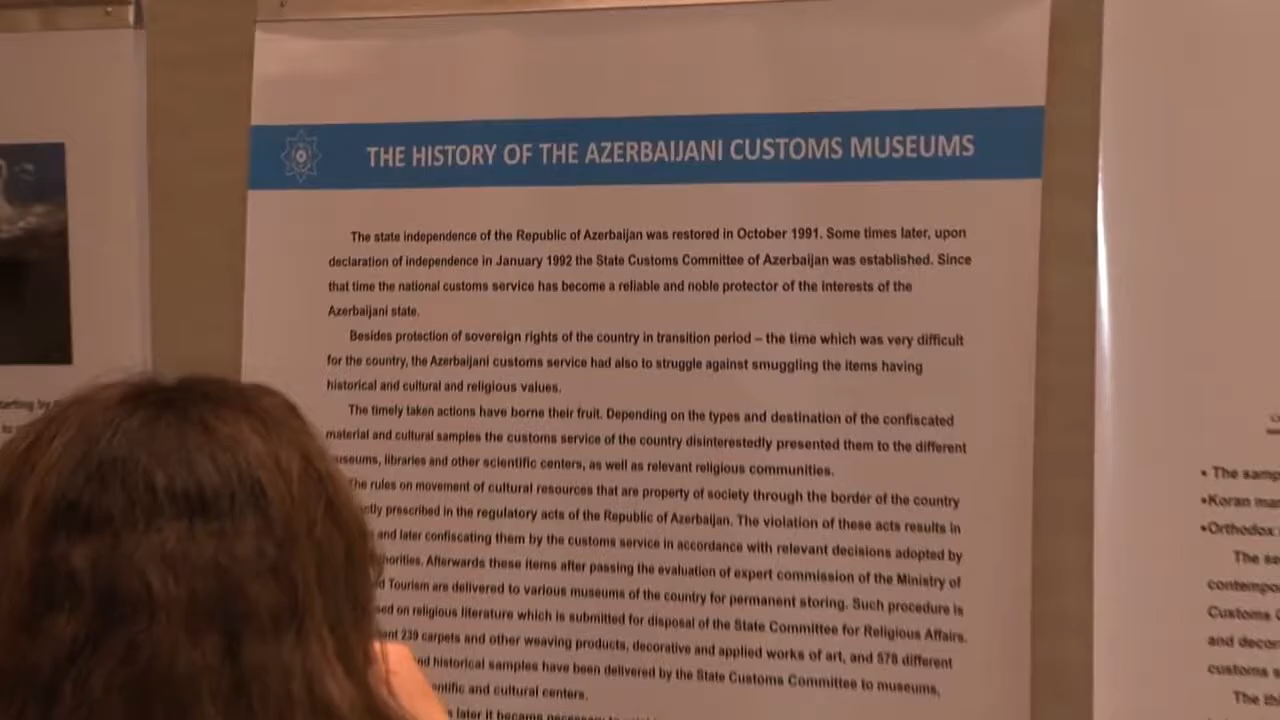 THE HISTORY OF THE AZERBAIJANI CUSTOMS MUSEUMS
The state independence of the Republic of Azerbaijan was restored in October 1991. Some times later, upon
declaration of independence in January 1992 the State Customs Committee of Azerbaijan was established. Since
that time the national customs service has become a reliable and noble protector of the interests of the
Azerbaijani state.
Besides protection of sovereign rights of the country in transition period – the time which was very difficult
for the country, the Azerbaijani customs service had also to struggle against smuggling the items having
historical and cultural and religious values.
The timely taken actions have borne their fruit. Depending on the types and destination of the confiscated
material and cultural samples the customs service of the country disinterestedly presented them to the different
libraries and other scientific centers, as well as relevant religious communities.
The rules on movement of cultural resources that are property of society through the border of the country
prescribed in the regulatory acts of the Republic of Azerbaijan. The violation of these acts results in
and later confiscating them by the customs service in accordance with relevant decisions adopted by
Afterwards these items after passing the evaluation of expert commission of the Ministry of
Tourism are delivered to various museums of the country for permanent storing. Such procedure is
on religious literature which is submitted for disposal of the State Committee for Religious Affairs.
239 carpets and other weaving products, decorative and applied works of art, and 578 different
historical samples have been delivered by the State Customs Committee to museums,
and cultural centers.
later it became
• The
•Koran
•Orthodox
The
Customs
and
customs
The